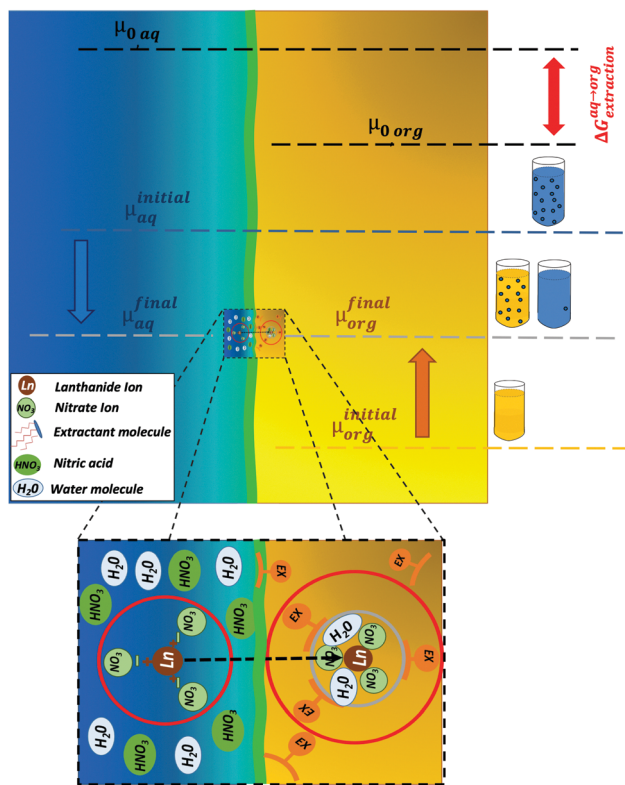 μ0 aq
μ0 org
ΔG aq→org extraction
μ initial aq
μ final aq
μ final org
μ initial org
Ln Lanthanide Ion
NO3 Nitrate Ion
Extractant molecule
HNO3 Nitric acid
H20 Water molecule
H2O
H2O
HNO3
H2O
H2O
HNO3
NO3
HNO3
NO3
Ln
NO3
HNO3
H2O
HNO3
H2O
HNO3
EX
EX
EX
H2O
NO3
NO3
Ln
NO3
H2O
EX
EX
EX